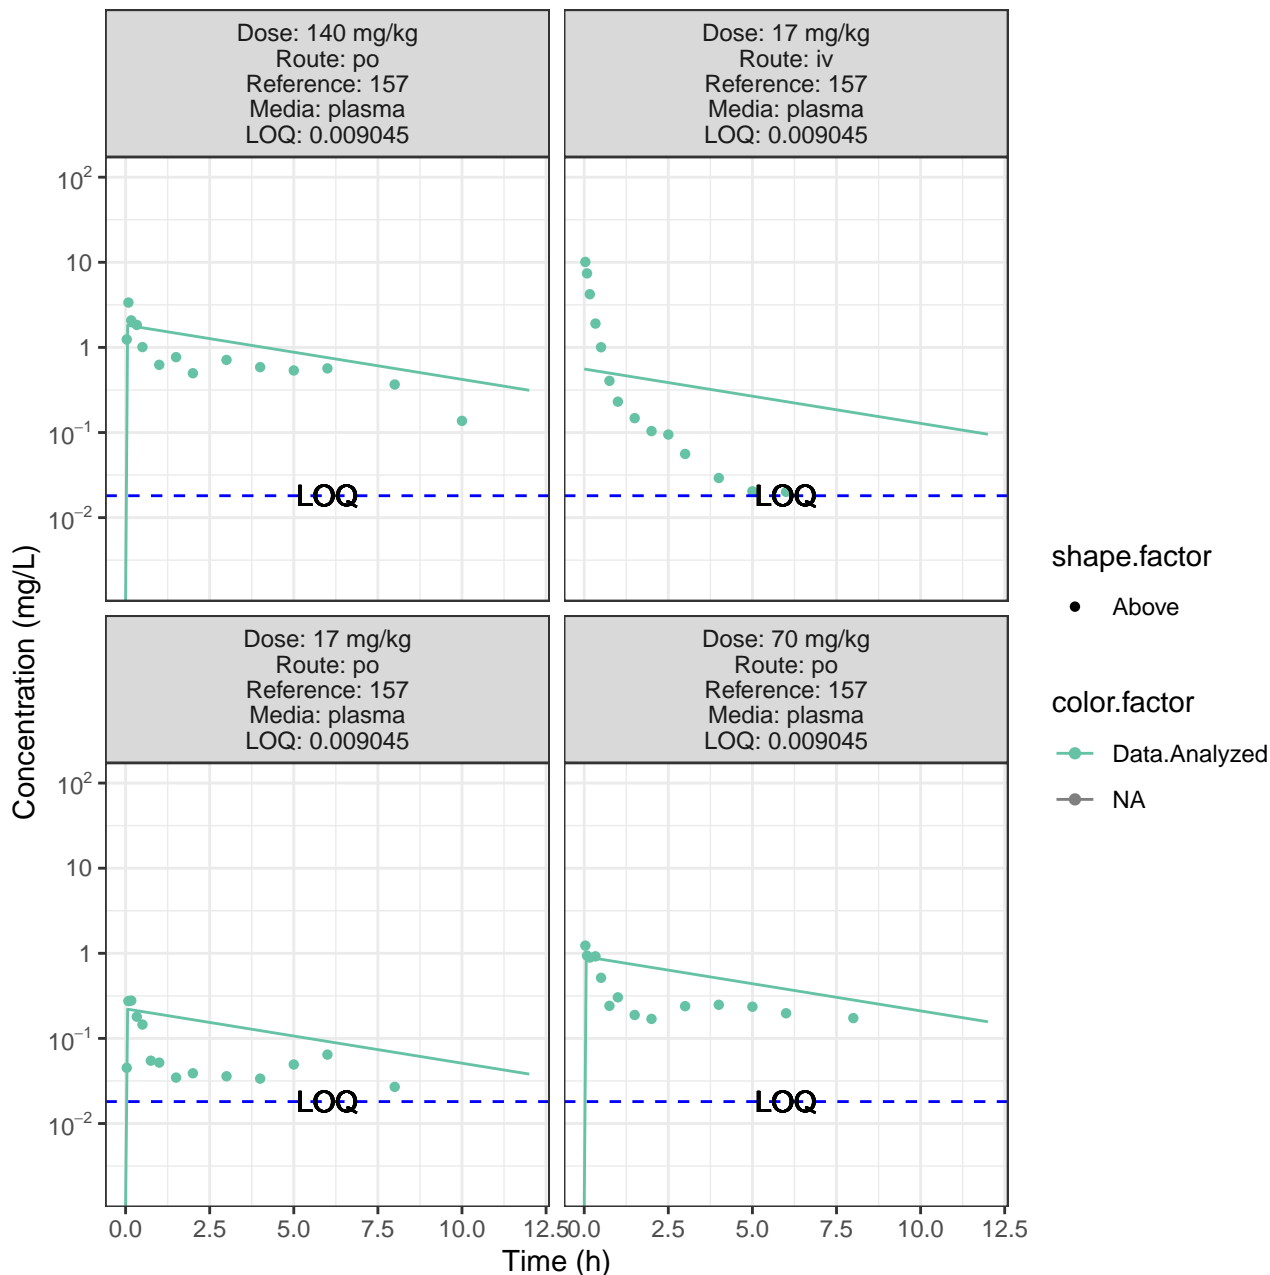 Dose: 140 mg/kg
Route: po
Reference: 157
Media: plasma
LOQ: 0.009045
Dose: 17 mg/kg
Route: iv
Reference: 157
Media: plasma
LOQ: 0.009045
10²
10
1
10⁻¹
10⁻²
LOQ
LOQ
Dose: 17 mg/kg
Route: po
Reference: 157
Media: plasma
LOQ: 0.009045
Dose: 70 mg/kg
Route: po
Reference: 157
Media: plasma
LOQ: 0.009045
10²
10
1
10⁻¹
10⁻²
LOQ
LOQ
0.0 2.5 5.0 7.5 10.0 12.5
0.0 2.5 5.0 7.5 10.0 12.5
Time (h)
Concentration (mg/L)
shape.factor
Above
color.factor
Data.Analyzed
NA